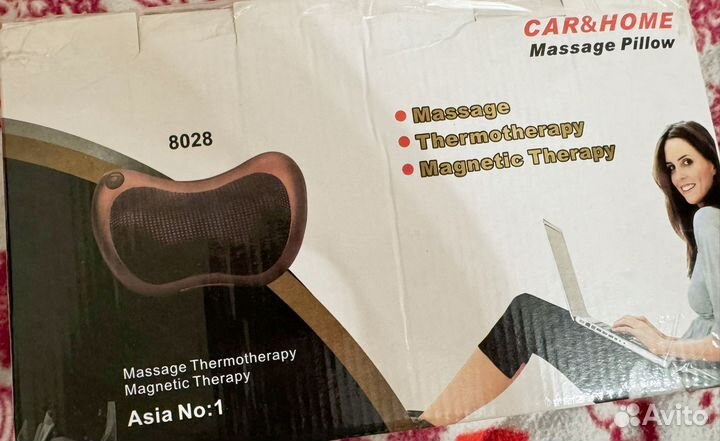 CAR&HOME
Massage Pillow
Massage
Thermotherapy
Magnetic Therapy
8028
Massage Thermotherapy
Magnetic Therapy
Asia No:1
Avito